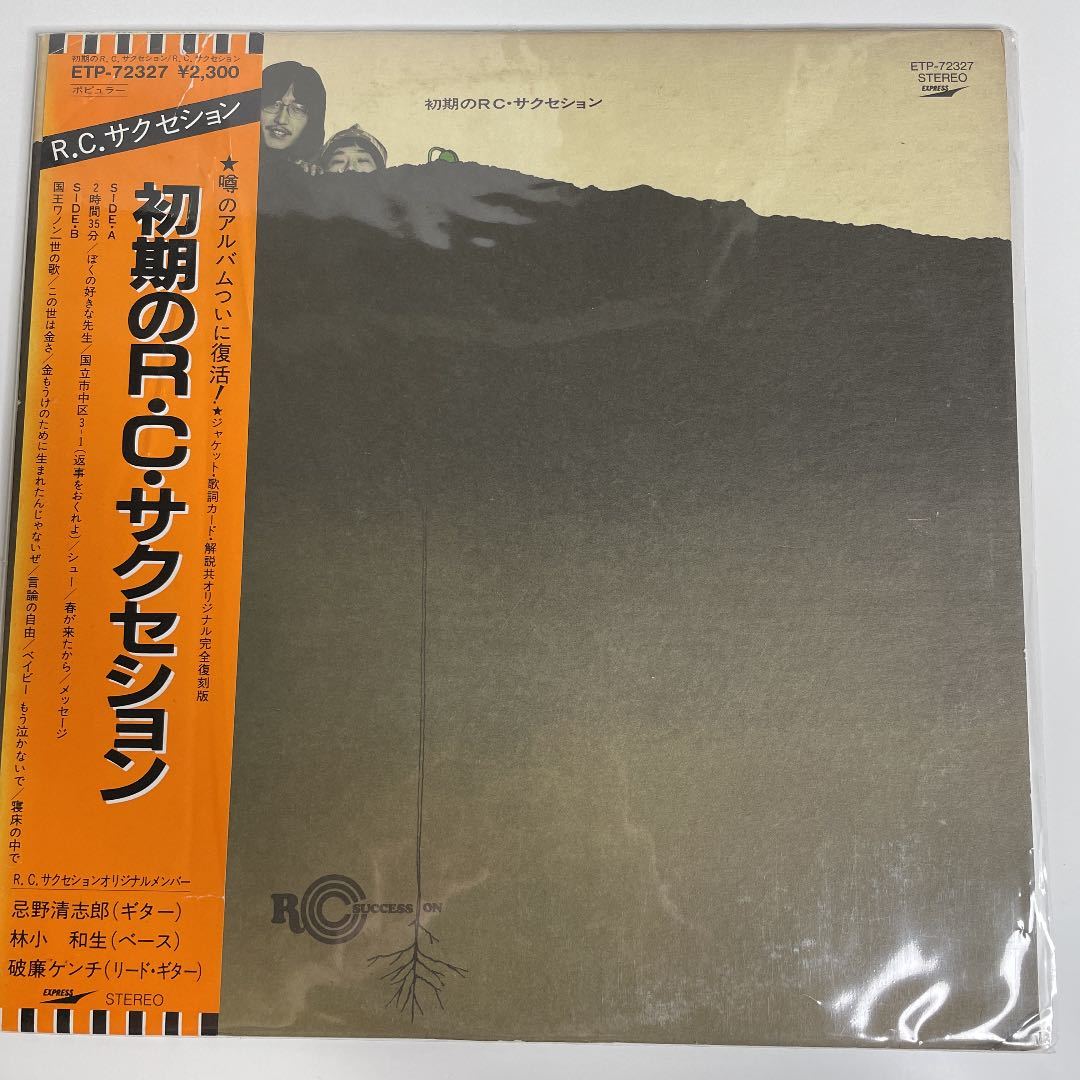 初期のR.C.サクセション/R.C.サクセション
ETP-72327 ¥2,300
ポピュラー
R.C.サクセション
★噂のアルバムついに復活!★ジャケット・歌詞カード・解説共オリジナル完全復刻版
初期のR・C・サクセション
SIDE・A
2時間35分/ぼくの好きな先生/国立市中区3-1(返事をおくれよ)/シュー/春が来たから/メッセージ
SIDE・B
国王ワノン一世の歌/この世は金さ/金もうけのために生まれたんじゃないぜ/言論の自由/ベイビーもう泣かないで/寝床の中で
R.C.サクセションオリジナルメンバー
忌野清志郎(ギター)
林小 和生(ベース)
破廉ケンチ(リード・ギター)
EXPRESS STEREO
初期のRC・サクセション
ETP-72327
STEREO
EXPRESS
RC SUCCESSION